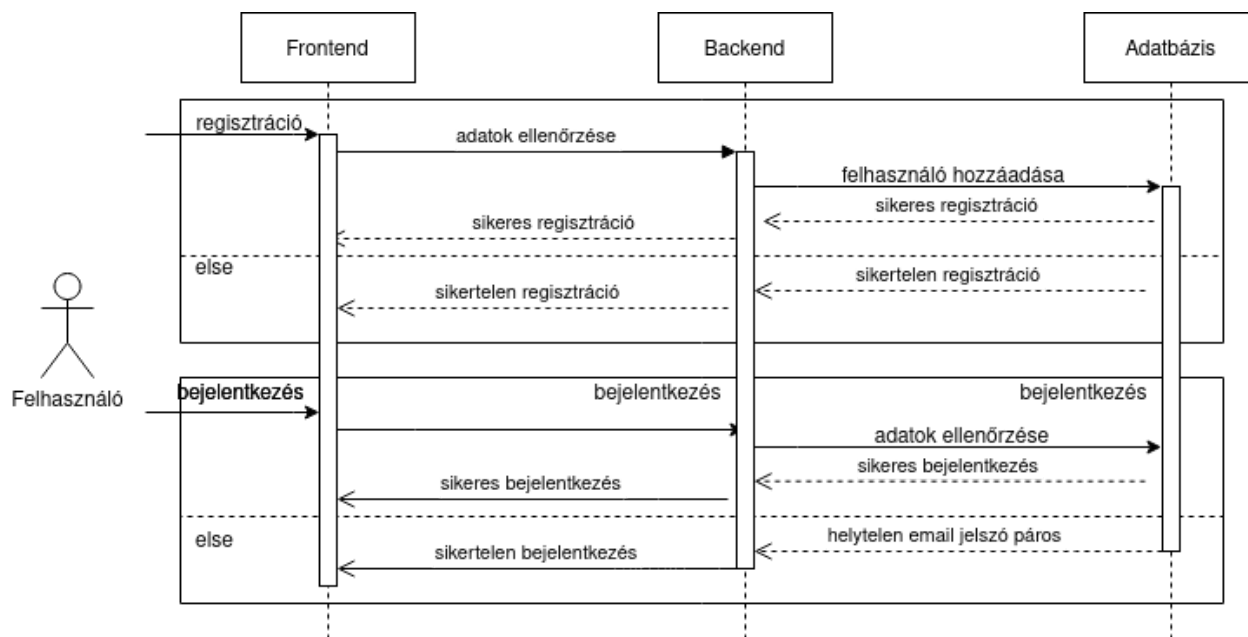 Frontend
Backend
Adatbázis
regisztráció
adatok ellenőrzése
felhasználó hozzáadása
sikeres regisztráció
sikeres regisztráció
else
sikertelen regisztráció
sikertelen regisztráció
Felhasználó
bejelentkezés
bejelentkezés
bejelentkezés
adatok ellenőrzése
sikeres bejelentkezés
sikeres bejelentkezés
else
helytelen email jelszó páros
sikertelen bejelentkezés